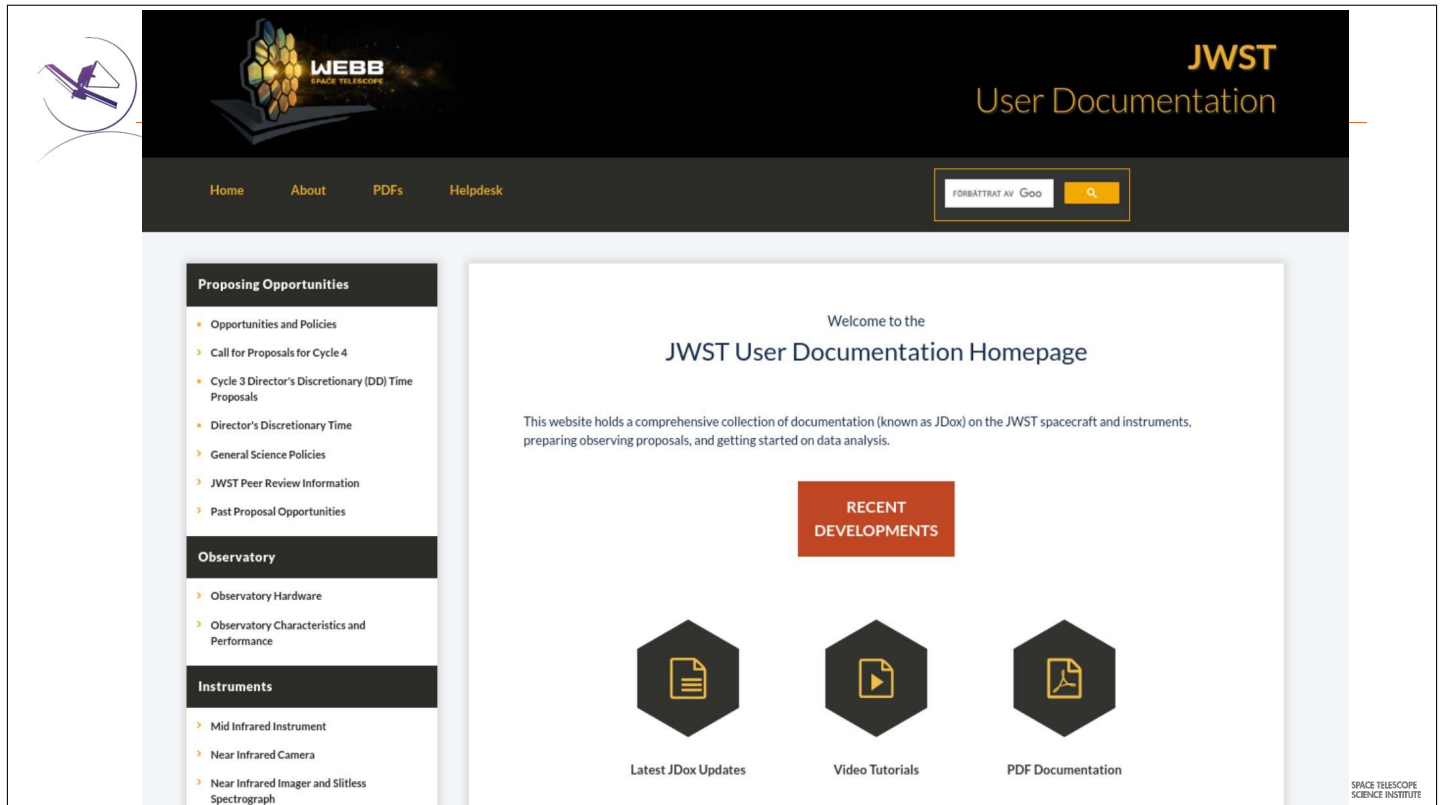 WEBB
SPACE TELESCOPE
JWST
User Documentation
Home
About
PDFs
Helpdesk
FÖRBÄTTRAT AV Goo
Proposing Opportunities
Opportunities and Policies
Call for Proposals for Cycle 4
Cycle 3 Director's Discretionary (DD) Time
Proposals
Director's Discretionary Time
General Science Policies
JWST Peer Review Information
Past Proposal Opportunities
Observatory
Observatory Hardware
Observatory Characteristics and
Performance
Instruments
Mid Infrared Instrument
Near Infrared Camera
Near Infrared Imager and Slitless
Spectrograph
Welcome to the
JWST User Documentation Homepage
This website holds a comprehensive collection of documentation (known as JDox) on the JWST spacecraft and instruments,
preparing observing proposals, and getting started on data analysis.
RECENT
DEVELOPMENTS
Latest JDox Updates
Video Tutorials
PDF Documentation
SPACE TELESCOPE
SCIENCE INSTITUTE